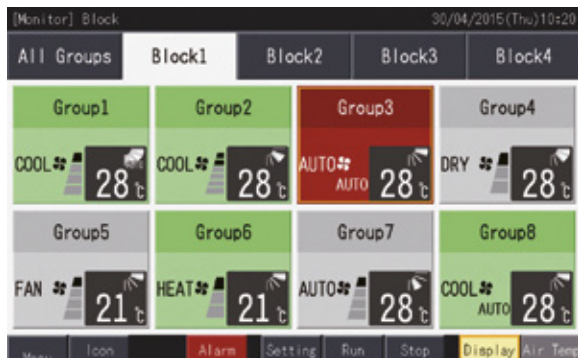 [Monitor] Block 30/04/2015(Thu)10:20
All Groups Block1 Block2 Block3 Block4
Group1 Group2 Group3 Group4
COOL 28℃ COOL 28℃ AUTO AUTO 28℃ DRY 28℃
Group5 Group6 Group7 Group8
FAN 21℃ HEAT 21℃ AUTO 28℃ COOL AUTO 28℃
Menu Icon Alarm Setting Run Stop Display Air Temp